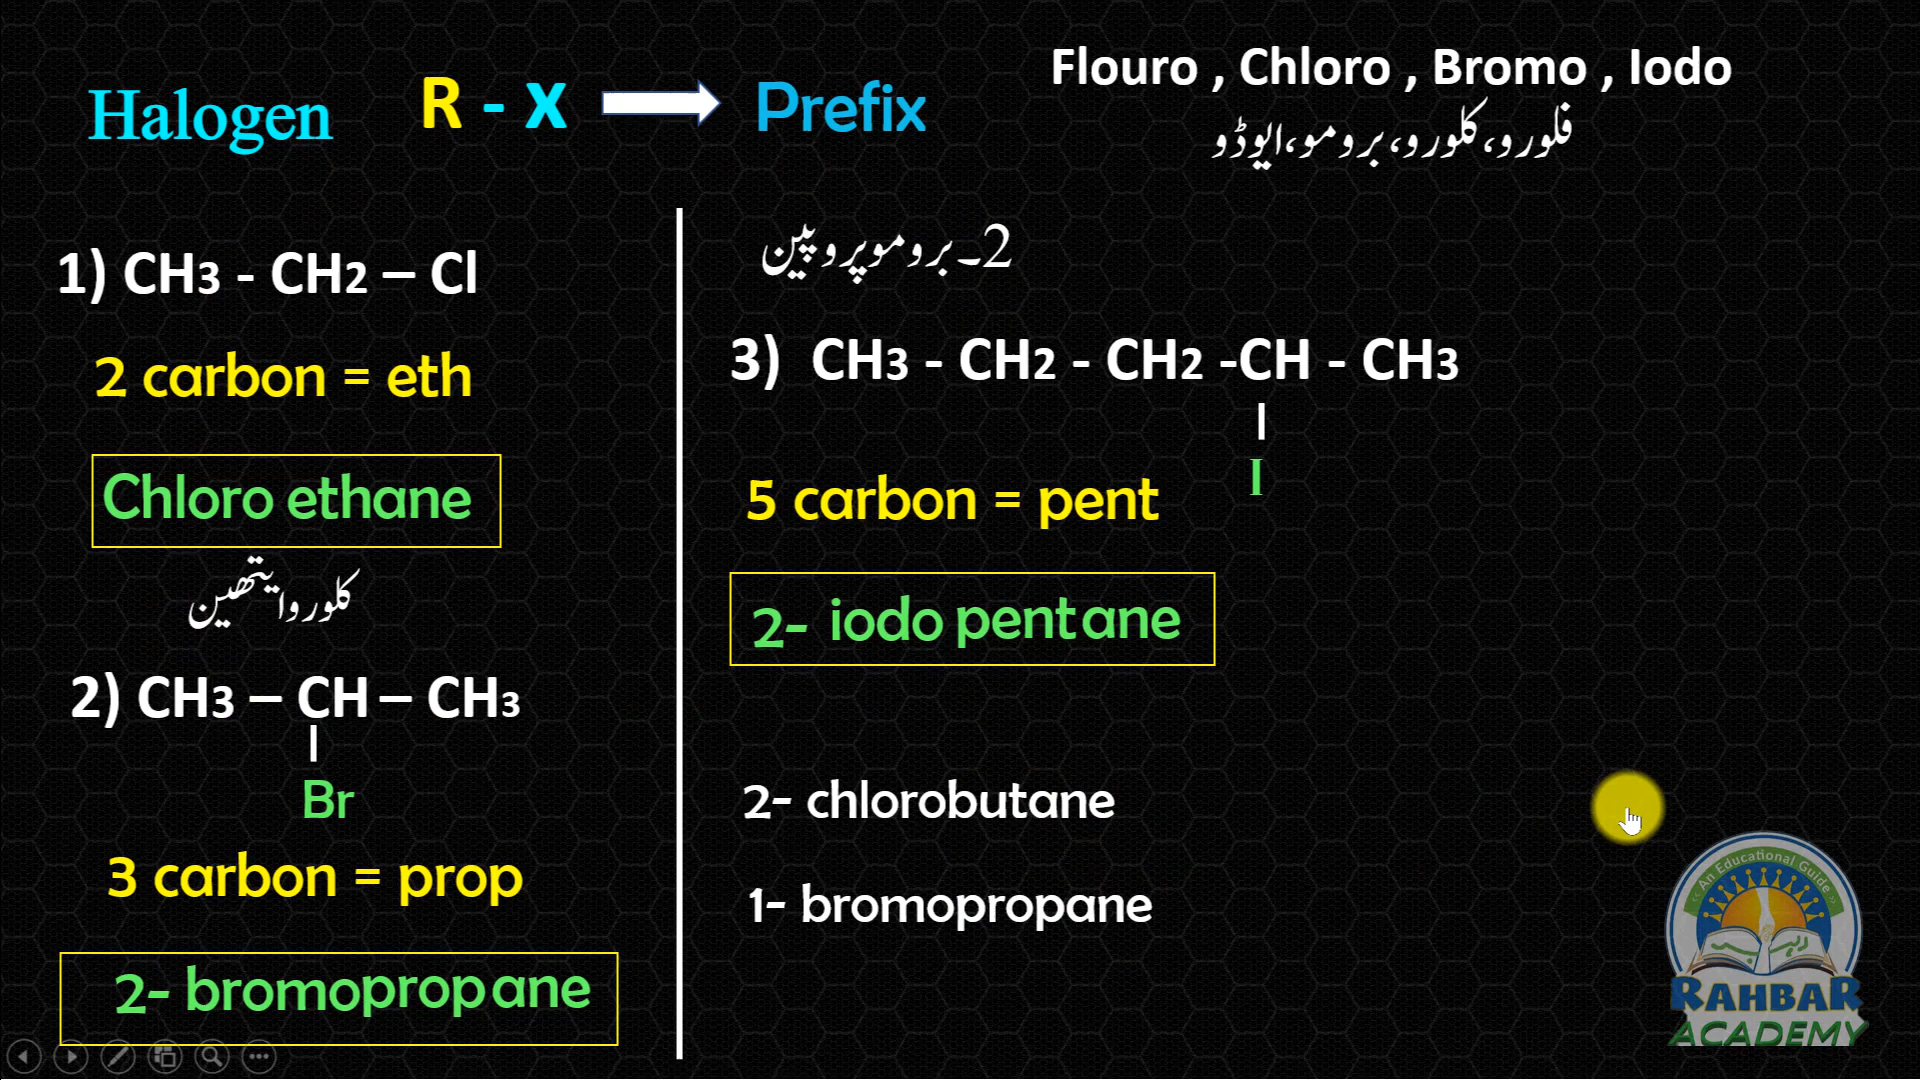 Halogen R - X Prefix
Flouro , Chloro , Bromo , Iodo
فلورو، کلورو، برومو، ایوڈو
1) CH3 - CH2 – Cl
2 carbon = eth
Chloro ethane
کلورو ایتھین
2) CH3 – CH – CH3
Br
3 carbon = prop
2- bromopropane
2۔ بروموپروپین
3) CH3 - CH2 - CH2 -CH - CH3
I
5 carbon = pent
2- iodo pentane
2- chlorobutane
1- bromopropane
An Educational Guide
رہبر
RAHBAR
ACADEMY